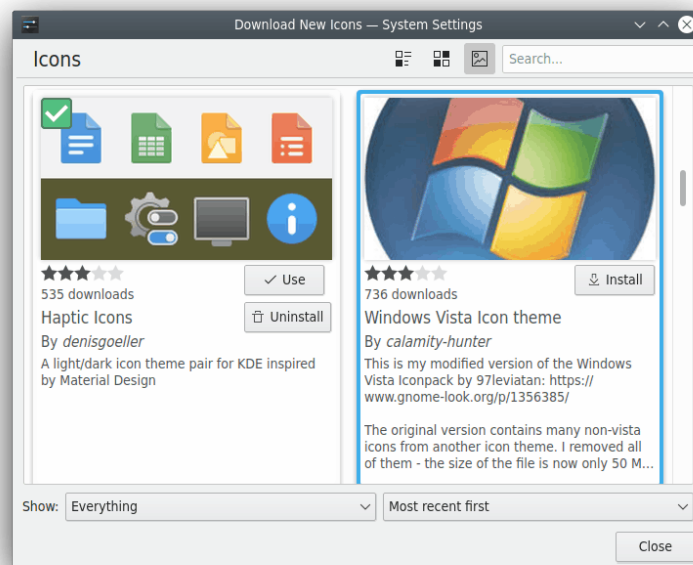 Download New Icons — System Settings
Icons
Search...
535 downloads
Use
Haptic Icons
Uninstall
By denisgoeller
A light/dark icon theme pair for KDE inspired
by Material Design
736 downloads
Install
Windows Vista Icon theme
By calamity-hunter
This is my modified version of the Windows
Vista Iconpack by 97leviatan: https://
www.gnome-look.org/p/1356385/
The original version contains many non-vista
icons from another icon theme. I removed all
of them - the size of the file is now only 50 M...
Show:
Everything
Most recent first
Close